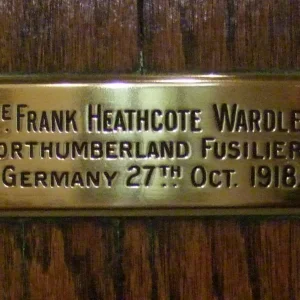 E. FRANK HEATHCOTE WARDLE
ORTHUMBERLAND FUSILIER
GERMANY 27TH OCT. 1918